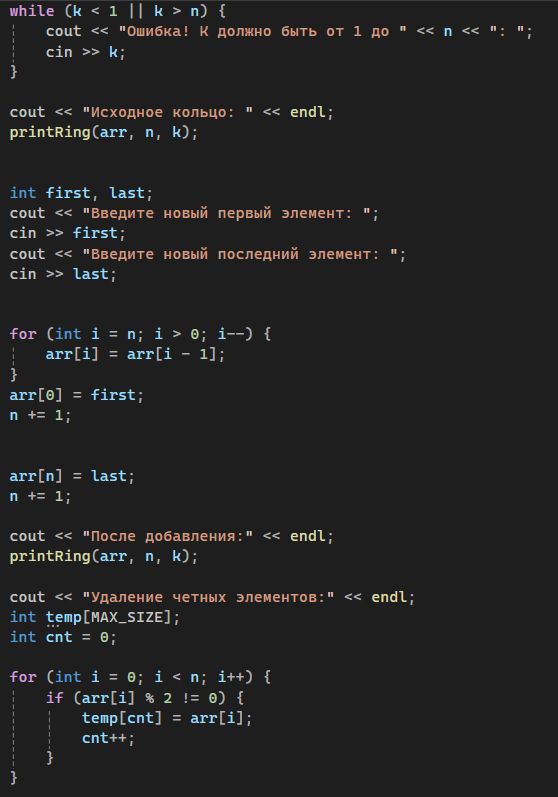 while (k < 1 || k > n) {
    cout << "Ошибка! К должно быть от 1 до " << n << ": ";
    cin >> k;
}

cout << "Исходное кольцо: " << endl;
printRing(arr, n, k);


int first, last;
cout << "Введите новый первый элемент: ";
cin >> first;
cout << "Введите новый последний элемент: ";
cin >> last;


for (int i = n; i > 0; i--) {
    arr[i] = arr[i - 1];
}
arr[0] = first;
n += 1;


arr[n] = last;
n += 1;

cout << "После добавления:" << endl;
printRing(arr, n, k);

cout << "Удаление четных элементов:" << endl;
int temp[MAX_SIZE];
int cnt = 0;

for (int i = 0; i < n; i++) {
    if (arr[i] % 2 != 0) {
        temp[cnt] = arr[i];
        cnt++;
    }
}